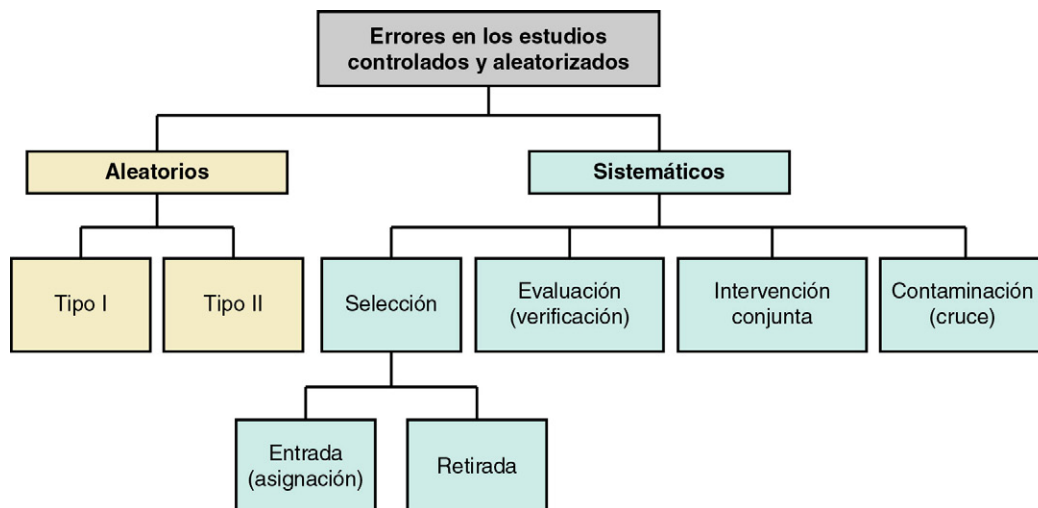 Errores en los estudios
controlados y aleatorizados
Aleatorios
Sistemáticos
Tipo I
Tipo II
Selección
Evaluación
(verificación)
Intervención
conjunta
Contaminación
(cruce)
Entrada
(asignación)
Retirada